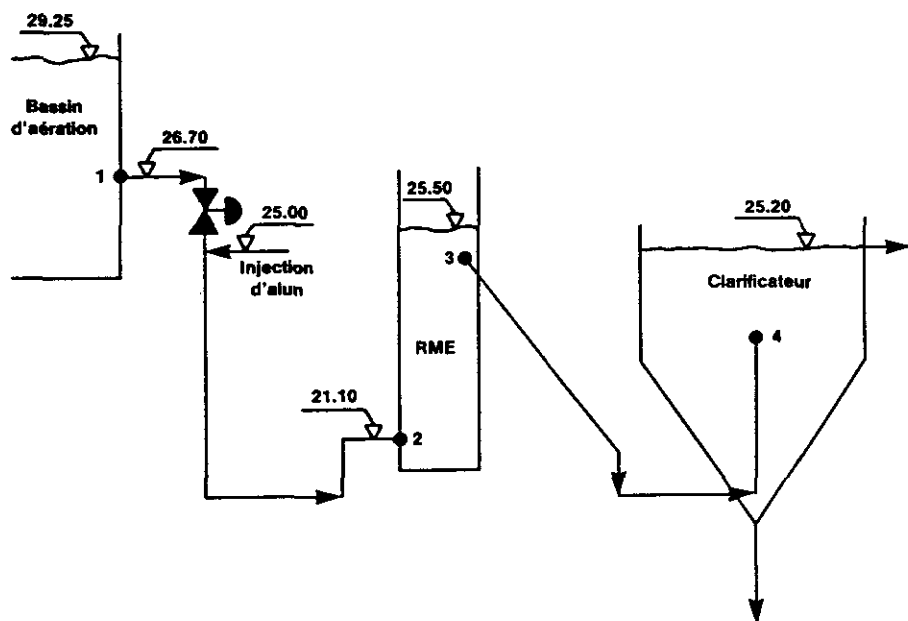 29.25
Bassin
d'aération
26.70
1
25.00
Injection
d'alun
25.50
3
RME
21.10
2
25.20
Clarificateur
4